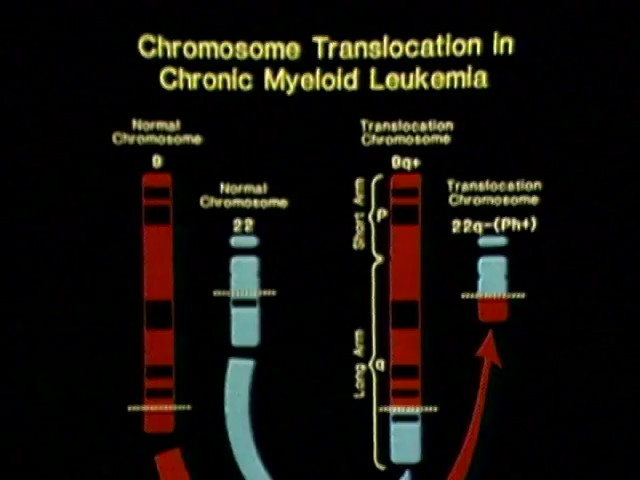 Chromosome Translocation in
Chronic Myeloid Leukemia
Normal
Chromosome
9
Normal
Chromosome
22
Translocation
Chromosome
9q+
Short Arm
P
Long Arm
q
Translocation
Chromosome
22q-(Ph+)